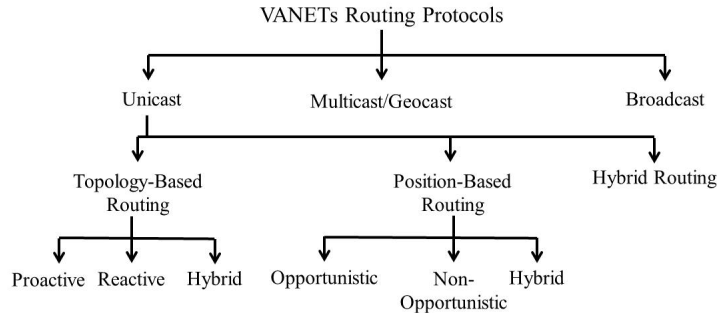 VANETs Routing Protocols
Unicast
Multicast/Geocast
Broadcast
Topology-Based
Routing
Position-Based
Routing
Hybrid Routing
Proactive
Reactive
Hybrid
Opportunistic
Non-
Opportunistic
Hybrid